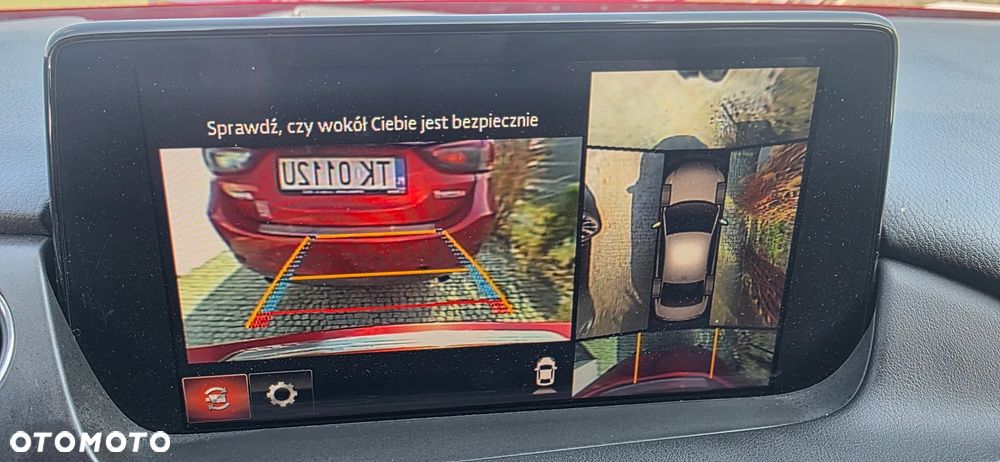 Sprawdź, czy wokół Ciebie jest bezpiecznie
TK 0112U
OTOMOTO